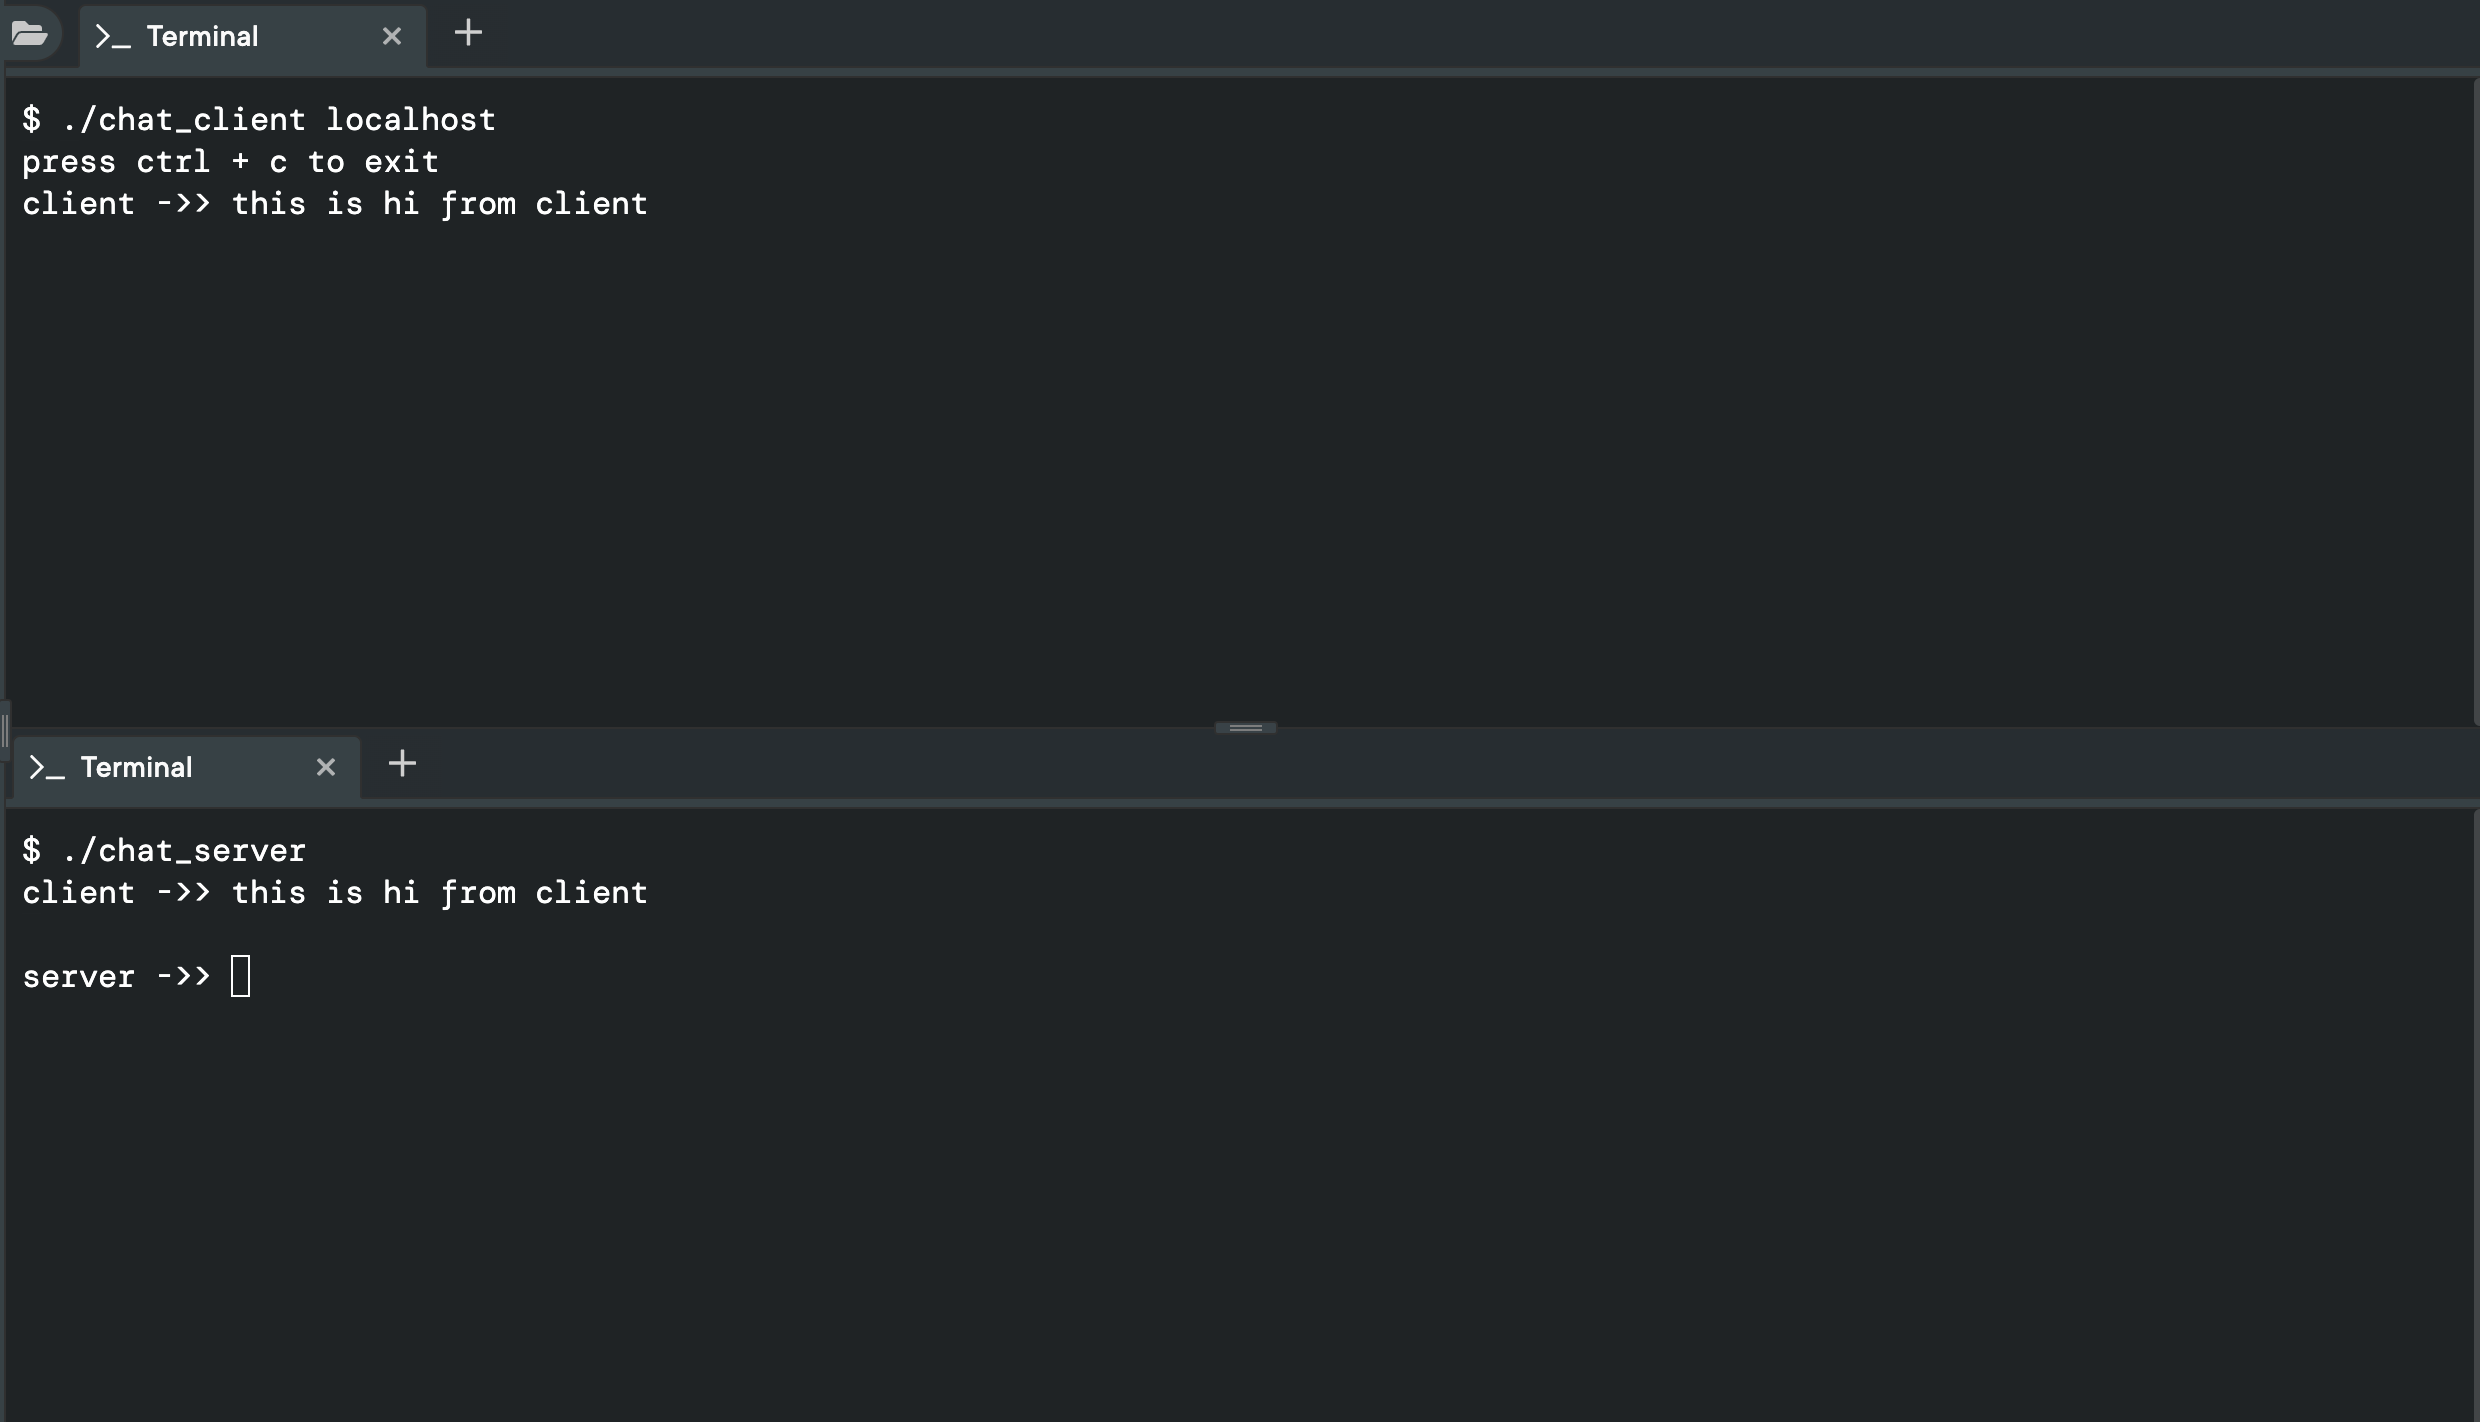 >_ Terminal × +
$ ./chat_client localhost
press ctrl + c to exit
client ->> this is hi from client
>_ Terminal × +
$ ./chat_server
client ->> this is hi from client
server ->>